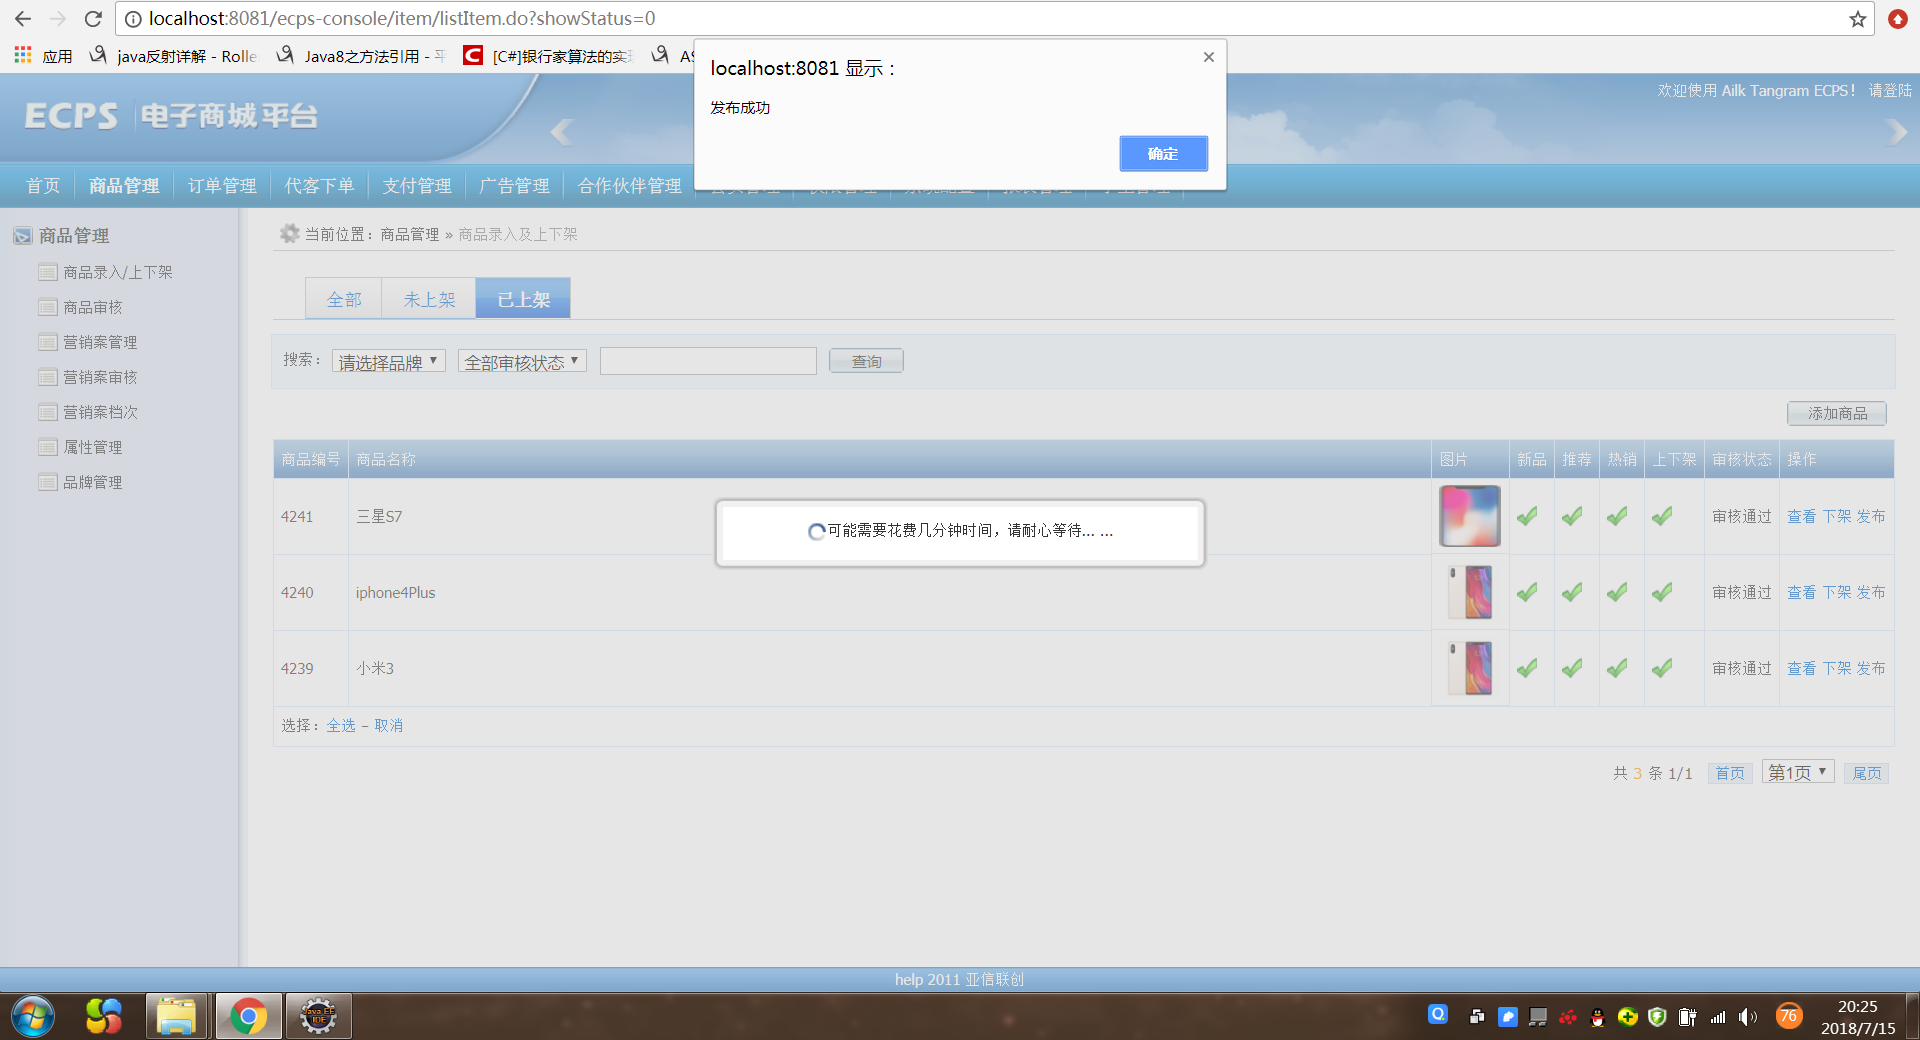 localhost:8081/ecps-console/item/listItem.do?showStatus=0
应用 java反射详解 - Rolle Java8之方法引用 - 平 [C#]银行家算法的实现 AS
localhost:8081 显示：
发布成功
确定
欢迎使用 Ailk Tangram ECPS！ 请登陆
ECPS 电子商城平台
首页 商品管理 订单管理 代客下单 支付管理 广告管理 合作伙伴管理
商品管理
商品录入/上下架
商品审核
营销案管理
营销案审核
营销案档次
属性管理
品牌管理
当前位置：商品管理 » 商品录入及上下架
全部 未上架 已上架
搜索： 请选择品牌 全部审核状态 查询
添加商品
商品编号 商品名称 图片 新品 推荐 热销 上下架 审核状态 操作
4241 三星S7 审核通过 查看 下架 发布
可能需要花费几分钟时间，请耐心等待... ...
4240 iphone4Plus 审核通过 查看 下架 发布
4239 小米3 审核通过 查看 下架 发布
选择：全选 - 取消
共 3 条 1/1 首页 第1页 尾页
help 2011 亚信联创
Java EE
IDE
76
20:25
2018/7/15